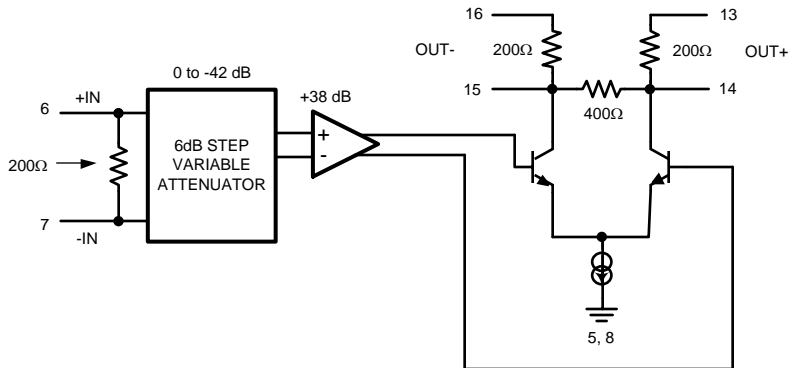 16
13
OUT-
200Ω
200Ω
OUT+
15
14
400Ω
0 to -42 dB
+38 dB
6
+IN
6dB STEP
VARIABLE
ATTENUATOR
+
-
200Ω
7
-IN
5, 8